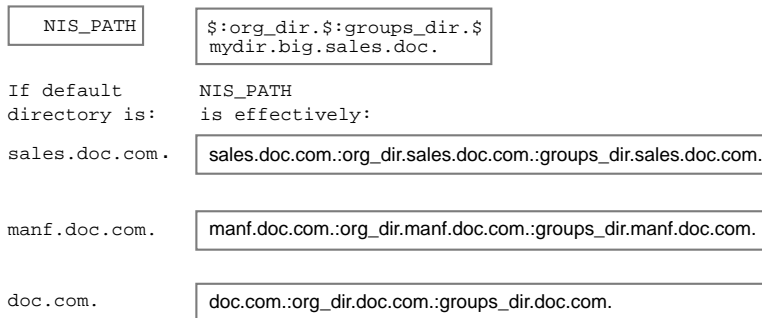 NIS_PATH
$:org_dir.$:groups_dir.$
mydir.big.sales.doc.
If default NIS_PATH
directory is: is effectively:
sales.doc.com. sales.doc.com.:org_dir.sales.doc.com.:groups_dir.sales.doc.com.
manf.doc.com. manf.doc.com.:org_dir.manf.doc.com.:groups_dir.manf.doc.com.
doc.com. doc.com.:org_dir.doc.com.:groups_dir.doc.com.